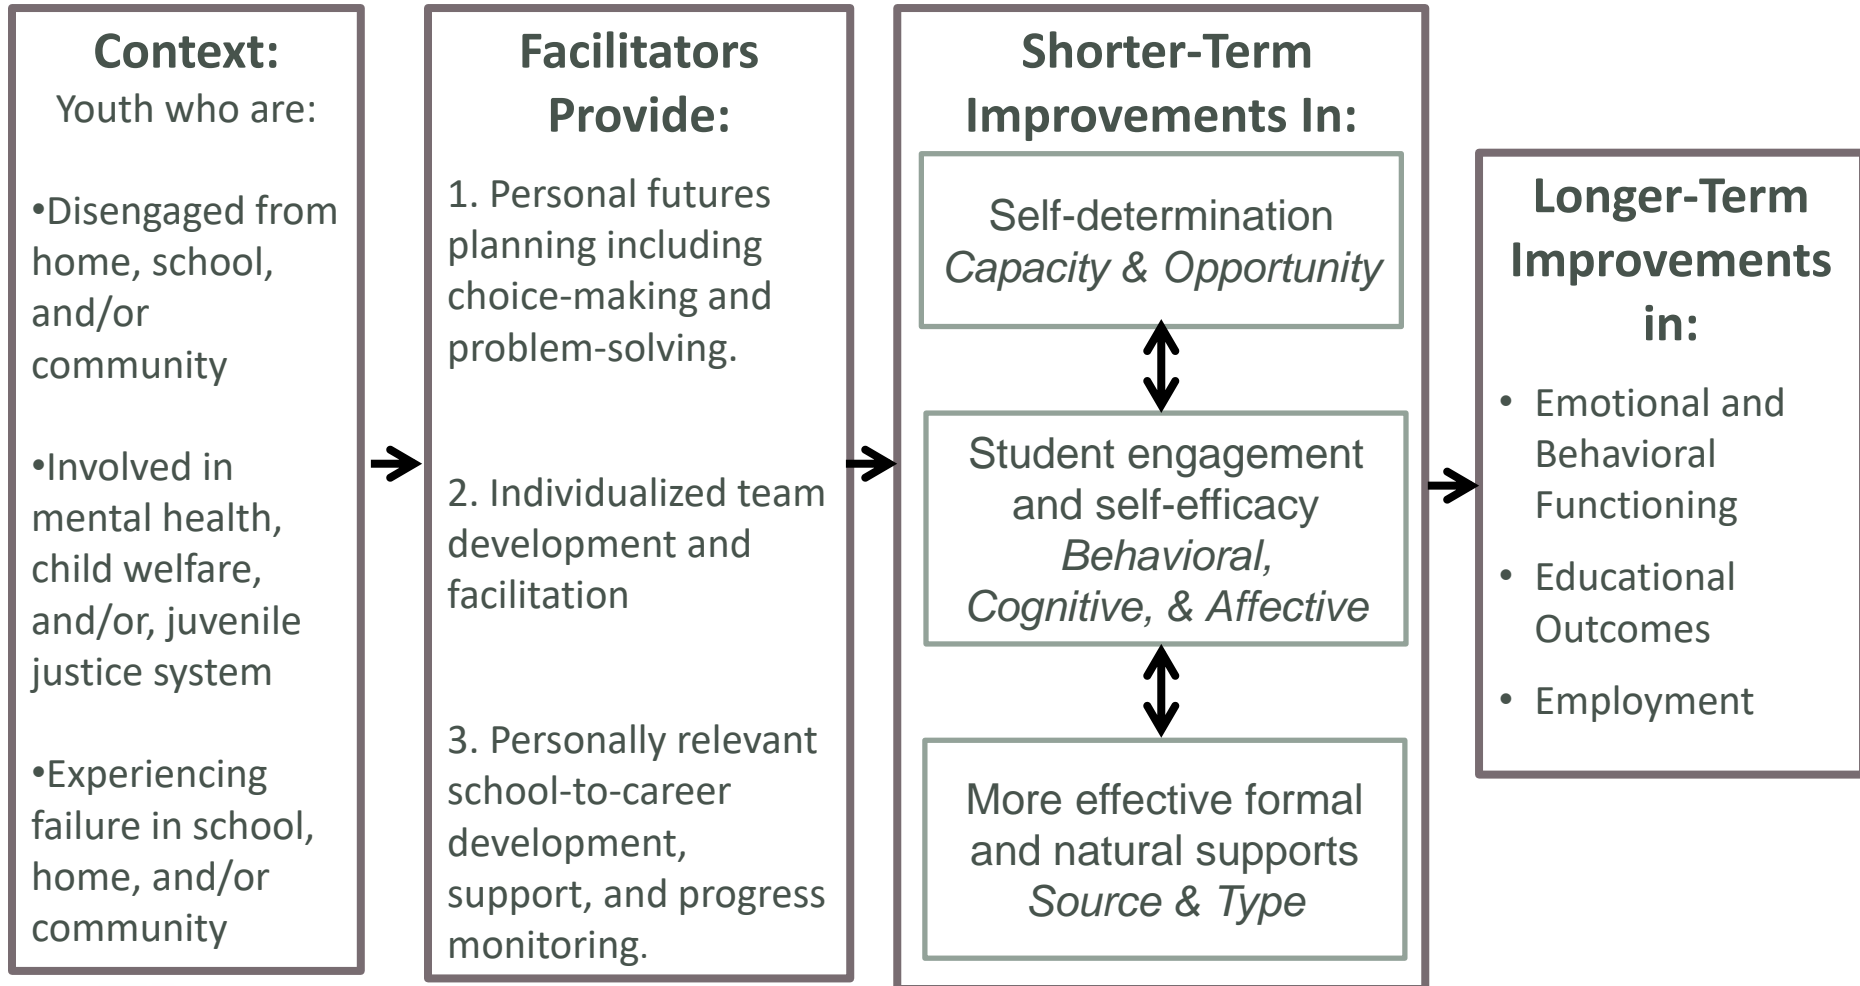 Context:
Youth who are:
•Disengaged from
home, school,
and/or
community
•Involved in
mental health,
child welfare,
and/or, juvenile
justice system
•Experiencing
failure in school,
home, and/or
community
Facilitators
Provide:
1. Personal futures
planning including
choice-making and
problem-solving.
2. Individualized team
development and
facilitation
3. Personally relevant
school-to-career
development,
support, and progress
monitoring.
Shorter-Term
Improvements In:
Self-determination
Capacity & Opportunity
Student engagement
and self-efficacy
Behavioral,
Cognitive, & Affective
More effective formal
and natural supports
Source & Type
Longer-Term
Improvements
in:
• Emotional and
Behavioral
Functioning
• Educational
Outcomes
• Employment